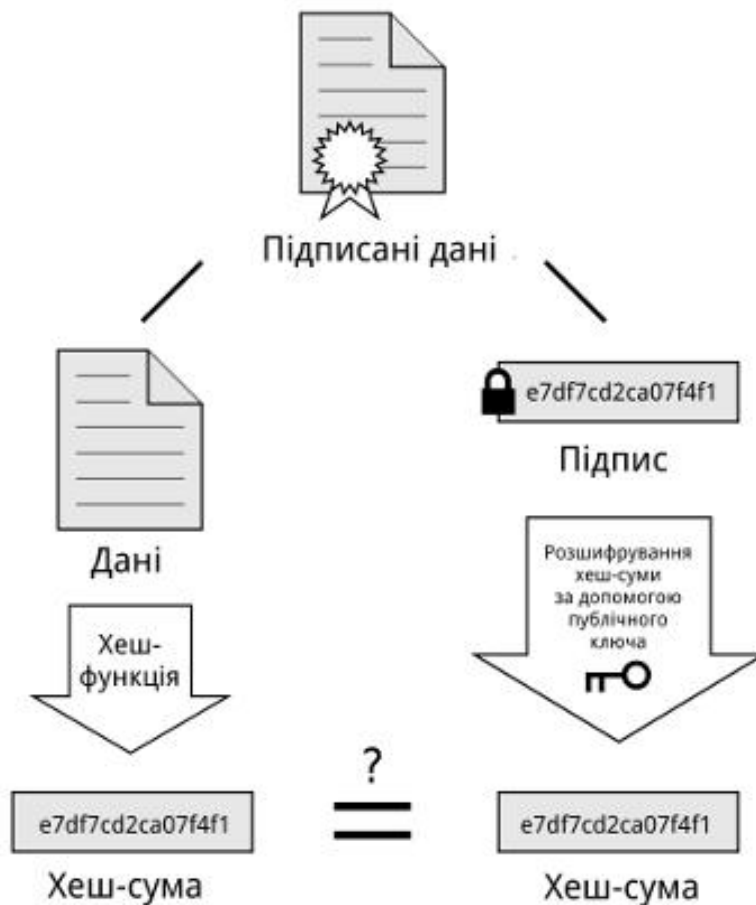 Підписані дані
e7df7cd2ca07f4f1
Підпис
Дані
Розшифрування
хеш-суми
за допомогою
публічного
ключа
Хеш-
функція
?
=
e7df7cd2ca07f4f1
e7df7cd2ca07f4f1
Хеш-сума
Хеш-сума